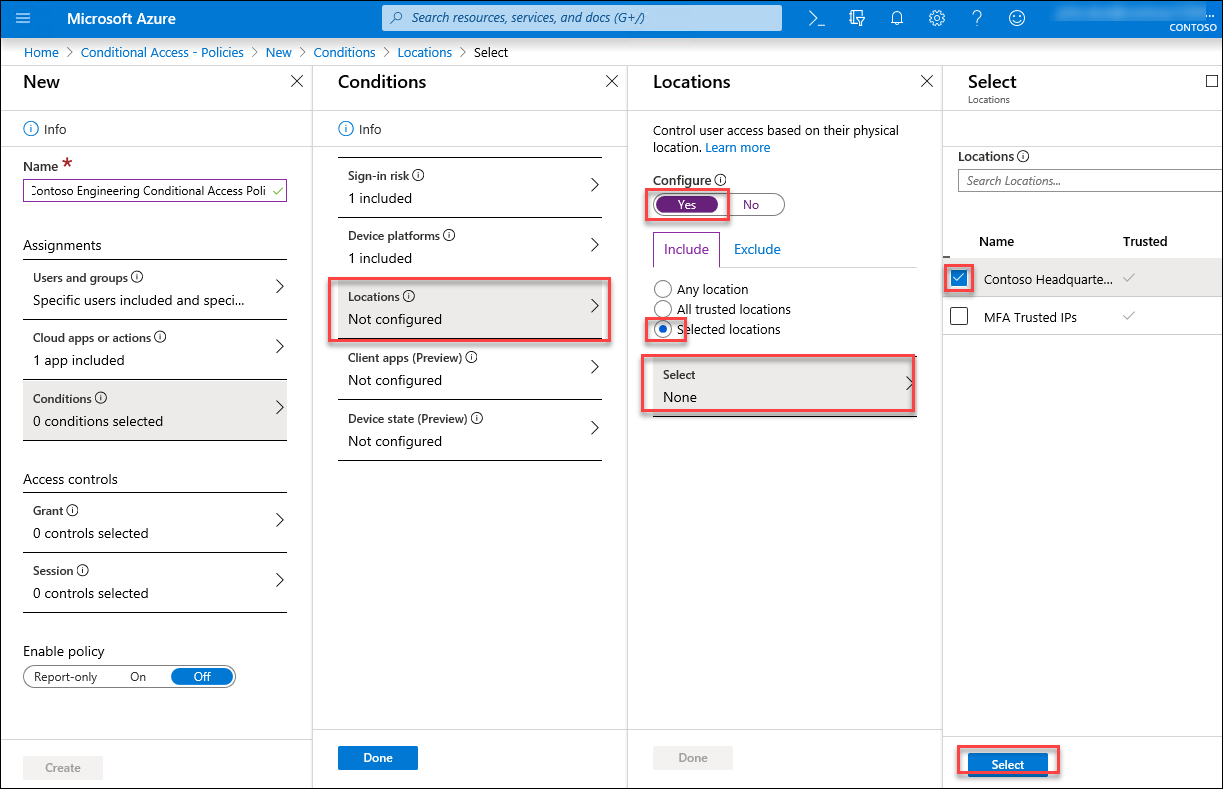 Microsoft Azure
Search resources, services, and docs (G+/)
CONTOSO
Home > Conditional Access - Policies > New > Conditions > Locations > Select
New
Info
Name *
Contoso Engineering Conditional Access Poli
Assignments
Users and groups
Specific users included and speci...
Cloud apps or actions
1 app included
Conditions
0 conditions selected
Access controls
Grant
0 controls selected
Session
0 controls selected
Enable policy
Report-only On Off
Create
Conditions
Info
Sign-in risk
1 included
Device platforms
1 included
Locations
Not configured
Client apps (Preview)
Not configured
Device state (Preview)
Not configured
Done
Locations
Control user access based on their physical
location. Learn more
Configure
Yes No
Include Exclude
Any location
All trusted locations
Selected locations
Select
None
Done
Select
Locations
Locations
Search Locations...
Name Trusted
Contoso Headquarte...
MFA Trusted IPs
Select